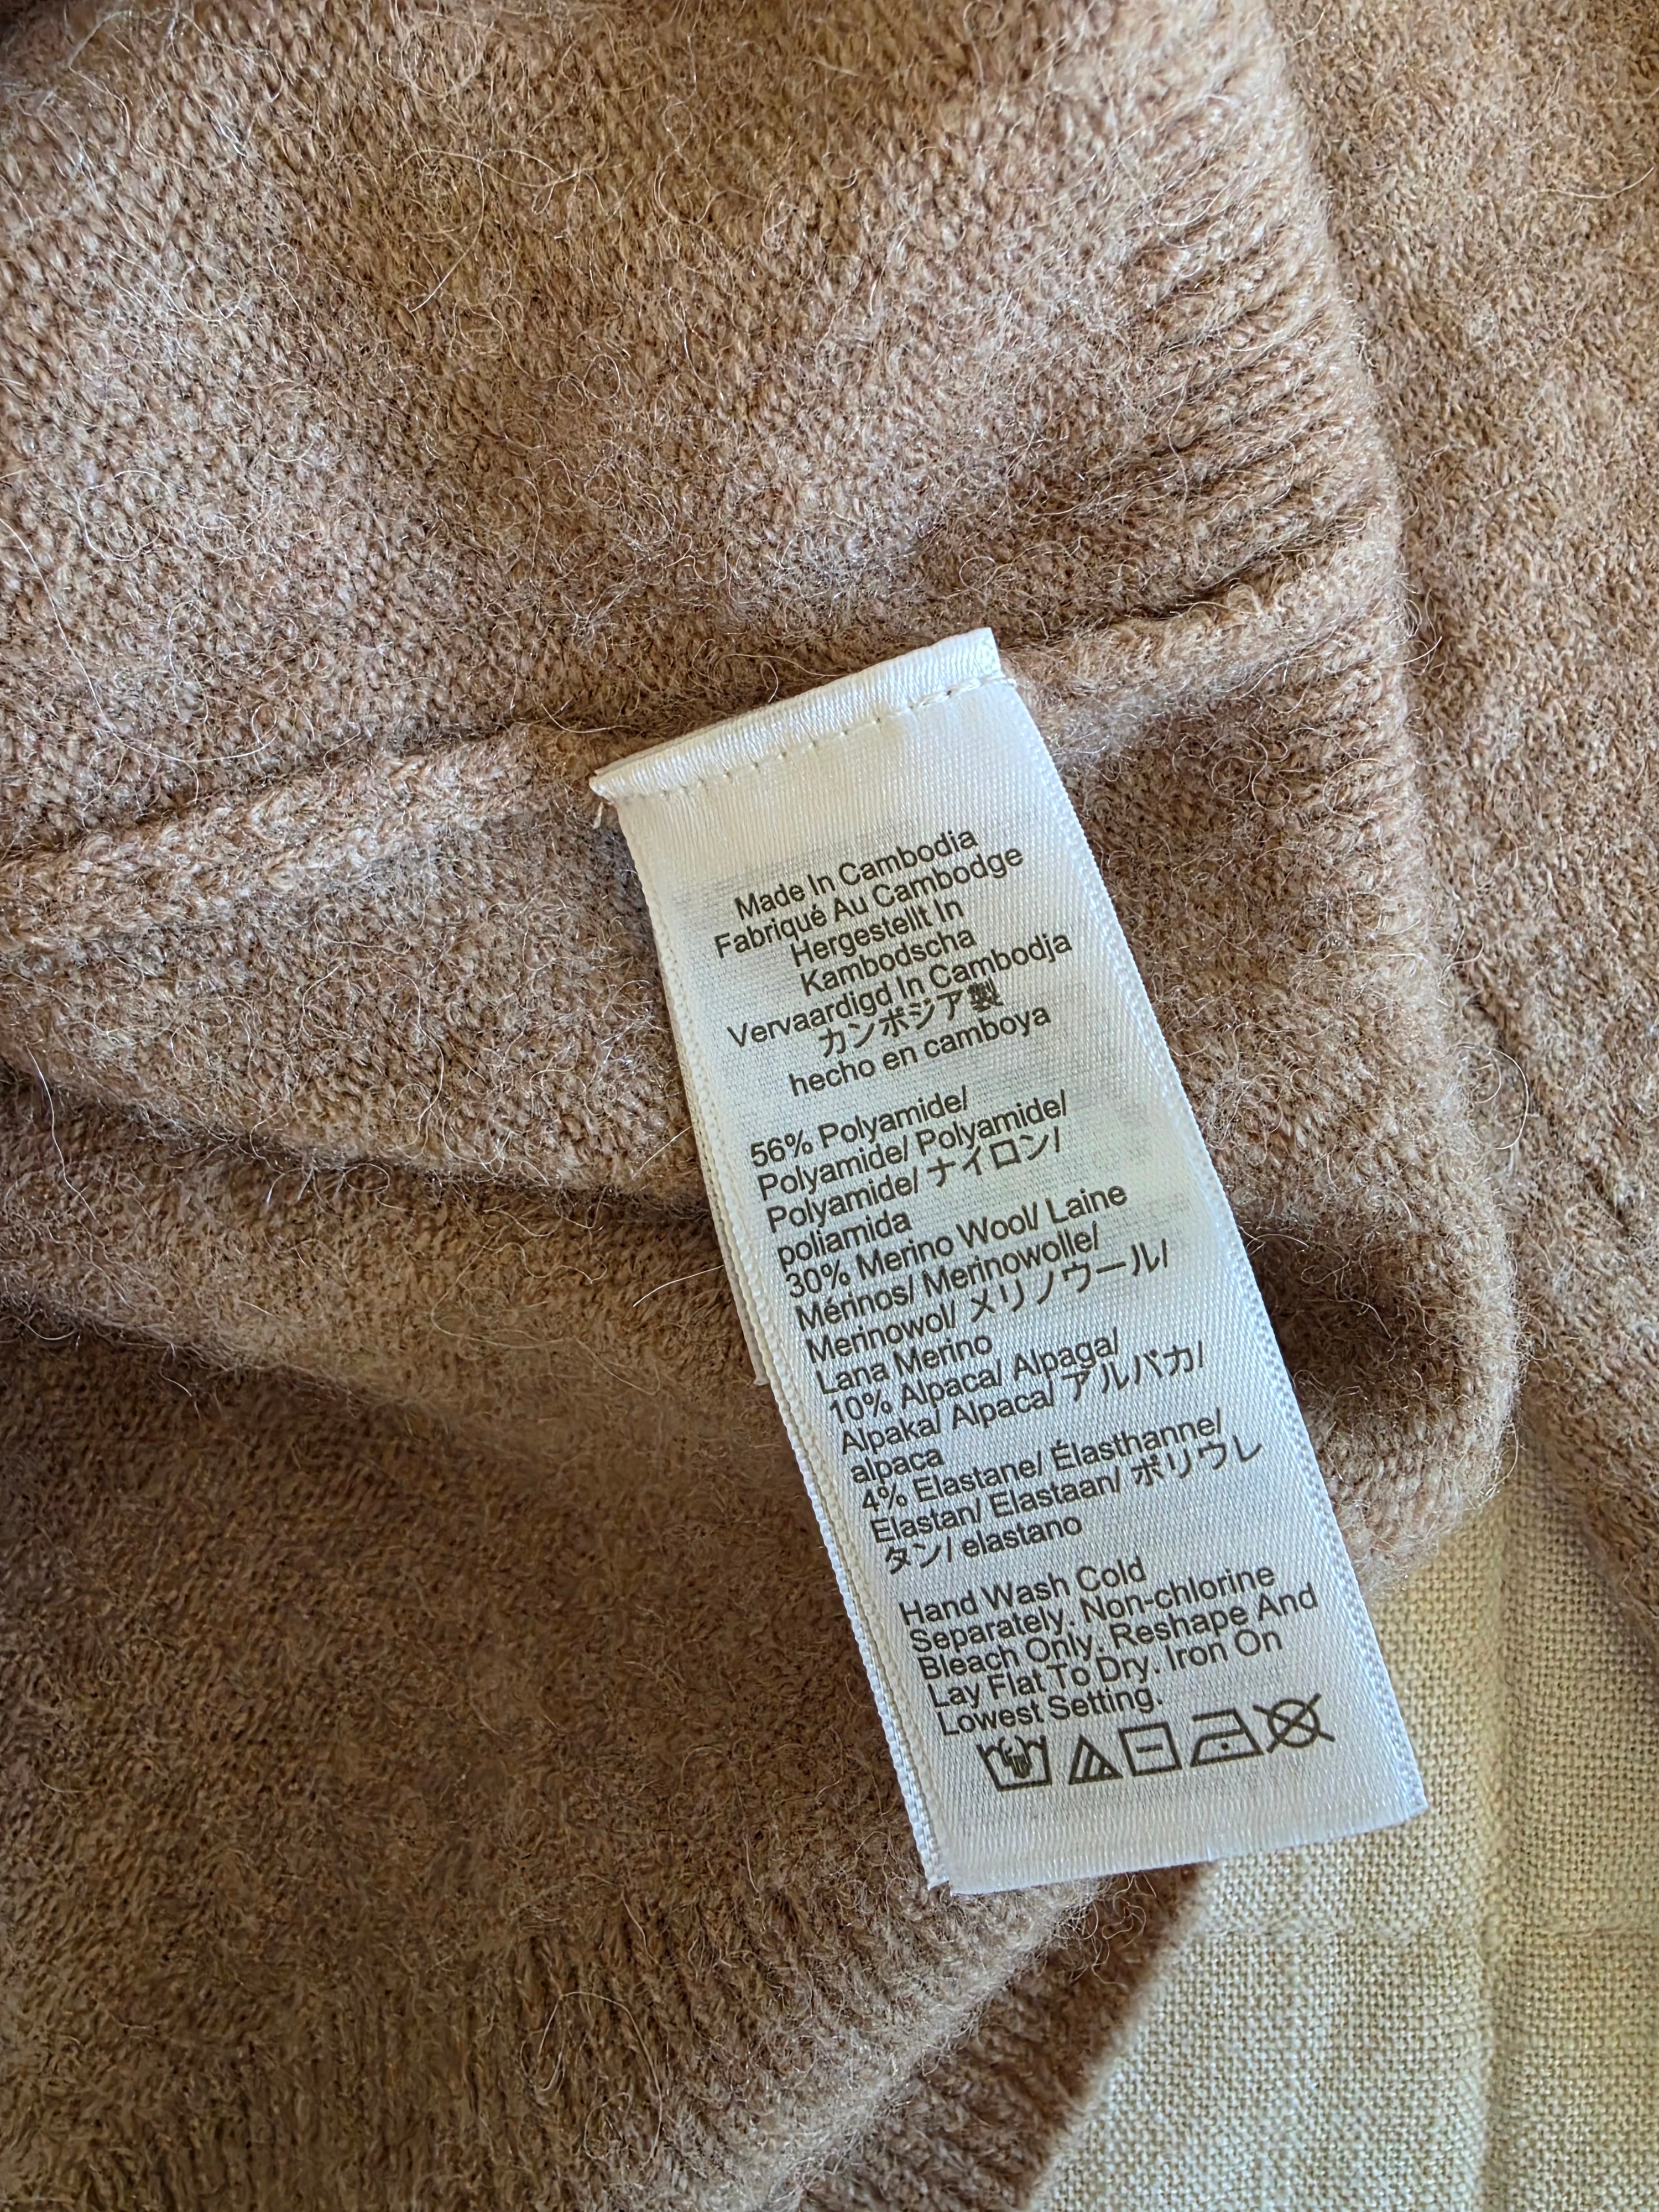 Made In Cambodia
Fabriqué Au Cambodge
Hergestellt In
Kambodscha
Vervaardigd In Cambodja
カンボジア製
hecho en camboya
56% Polyamide/
Polyamide/ Polyamide/
Polyamide/ ナイロン/
poliamida
30% Merino Wool/ Laine
Mérinos/ Merinowolle/
Merinowol/ メリノウール/
Lana Merino
10% Alpaca/ Alpaga/
Alpaka/ Alpaca/ アルパカ/
alpaca
4% Elastane/ Élasthanne/
Elastan/ Elastaan/ ポリウレ
タン/ elastano
Hand Wash Cold
Separately. Non-chlorine
Bleach Only. Reshape And
Lay Flat To Dry. Iron On
Lowest Setting.